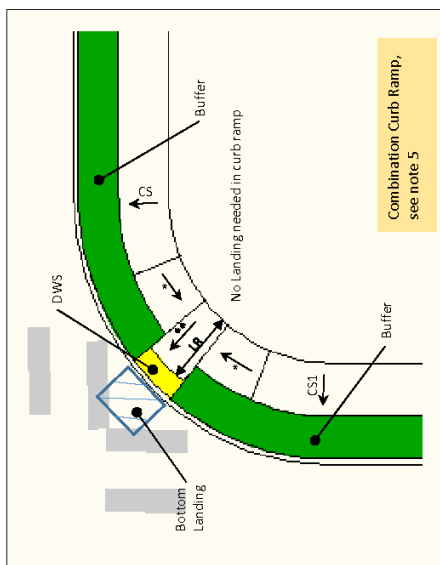 Buffer
CS
DWS
No Landing needed in curb ramp
*
**
LR
*
CS1
Buffer
Bottom
Landing
Combination Curb Ramp,
see note 5